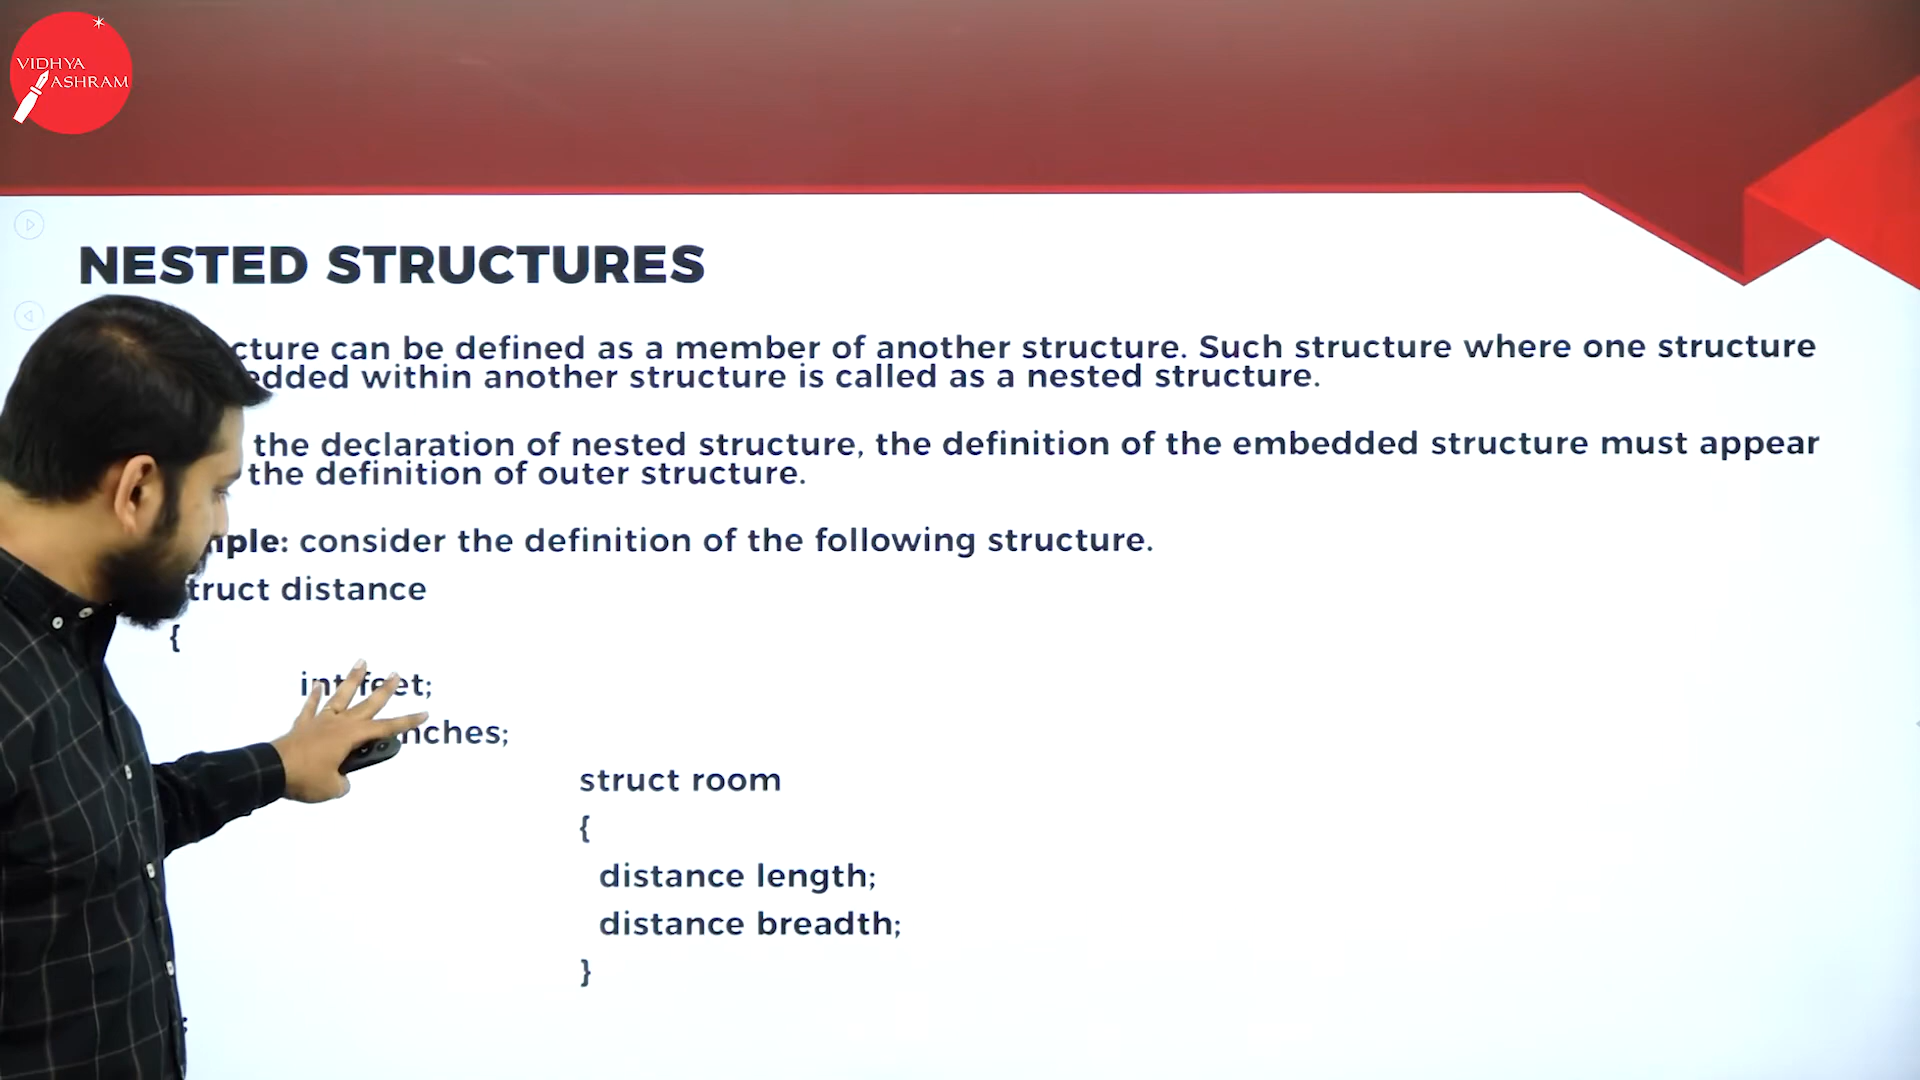 VIDHYA
ASHRAM
NESTED STRUCTURES
cture can be defined as a member of another structure. Such structure where one structure
edded within another structure is called as a nested structure.
the declaration of nested structure, the definition of the embedded structure must appear
the definition of outer structure.
mple: consider the definition of the following structure.
truct distance
{
int feet;
nches;
struct room
{
distance length;
distance breadth;
}
;